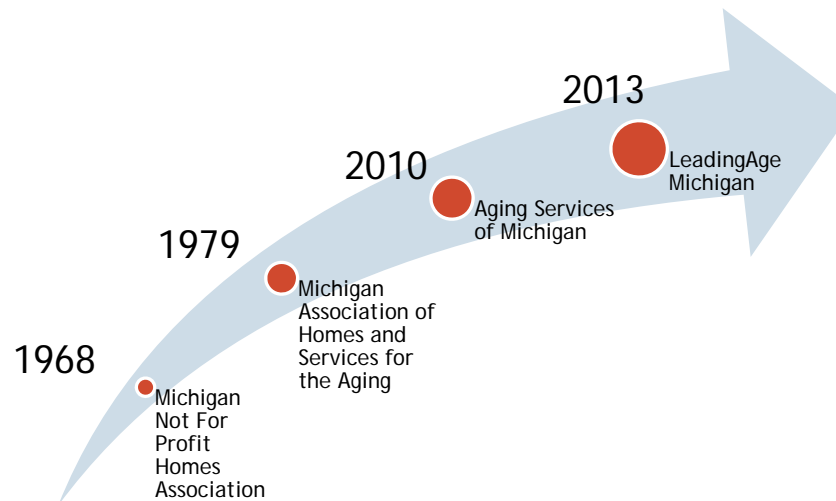 1968
Michigan
Not For
Profit
Homes
Association
1979
Michigan
Association of
Homes and
Services for
the Aging
2010
Aging Services
of Michigan
2013
LeadingAge
Michigan